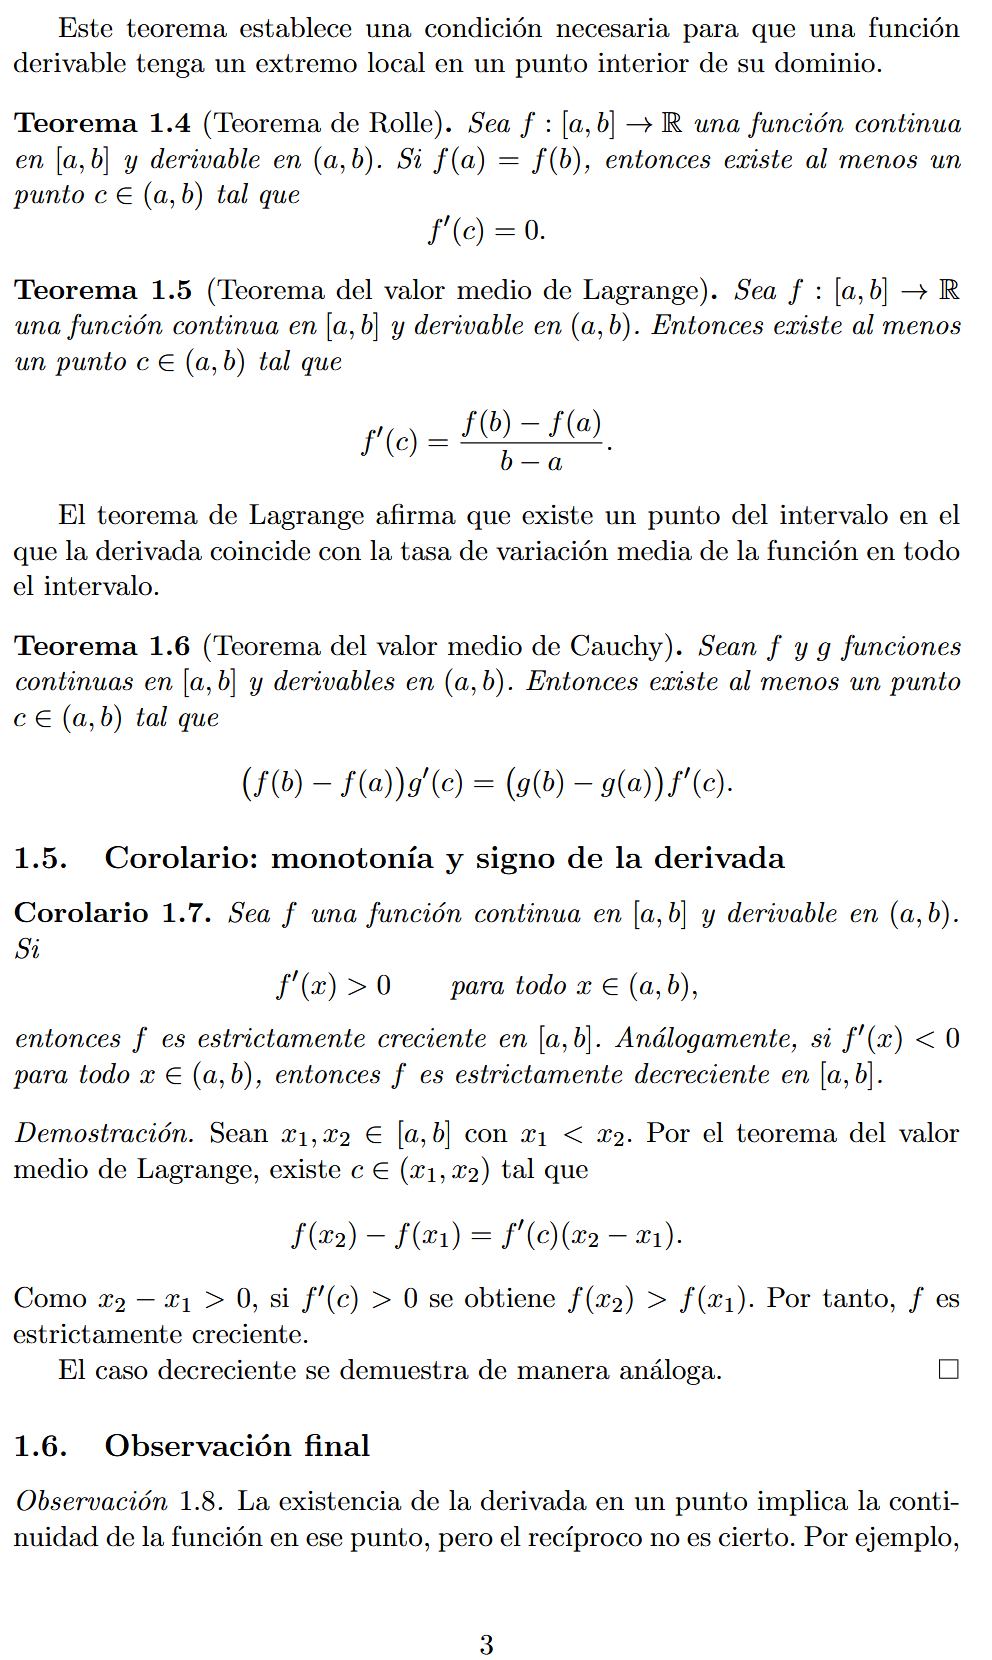 Este teorema establece una condición necesaria para que una función
derivable tenga un extremo local en un punto interior de su dominio.
Teorema 1.4 (Teorema de Rolle). Sea f : [a, b] → ℝ una función continua
en [a, b] y derivable en (a, b). Si f(a) = f(b), entonces existe al menos un
punto c ∈ (a, b) tal que
f′(c) = 0.
Teorema 1.5 (Teorema del valor medio de Lagrange). Sea f : [a, b] → ℝ
una función continua en [a, b] y derivable en (a, b). Entonces existe al menos
un punto c ∈ (a, b) tal que
f′(c) = \frac{f(b) − f(a)}{b − a}.
El teorema de Lagrange afirma que existe un punto del intervalo en el
que la derivada coincide con la tasa de variación media de la función en todo
el intervalo.
Teorema 1.6 (Teorema del valor medio de Cauchy). Sean f y g funciones
continuas en [a, b] y derivables en (a, b). Entonces existe al menos un punto
c ∈ (a, b) tal que
(f(b) − f(a))g′(c) = (g(b) − g(a))f′(c).
1.5. Corolario: monotonía y signo de la derivada
Corolario 1.7. Sea f una función continua en [a, b] y derivable en (a, b).
Si
f′(x) > 0 para todo x ∈ (a, b),
entonces f es estrictamente creciente en [a, b]. Análogamente, si f′(x) < 0
para todo x ∈ (a, b), entonces f es estrictamente decreciente en [a, b].
Demostración. Sean x₁, x₂ ∈ [a, b] con x₁ < x₂. Por el teorema del valor
medio de Lagrange, existe c ∈ (x₁, x₂) tal que
f(x₂) − f(x₁) = f′(c)(x₂ − x₁).
Como x₂ − x₁ > 0, si f′(c) > 0 se obtiene f(x₂) > f(x₁). Por tanto, f es
estrictamente creciente.
El caso decreciente se demuestra de manera análoga. □
1.6. Observación final
Observación 1.8. La existencia de la derivada en un punto implica la conti-
nuidad de la función en ese punto, pero el recíproco no es cierto. Por ejemplo,
3